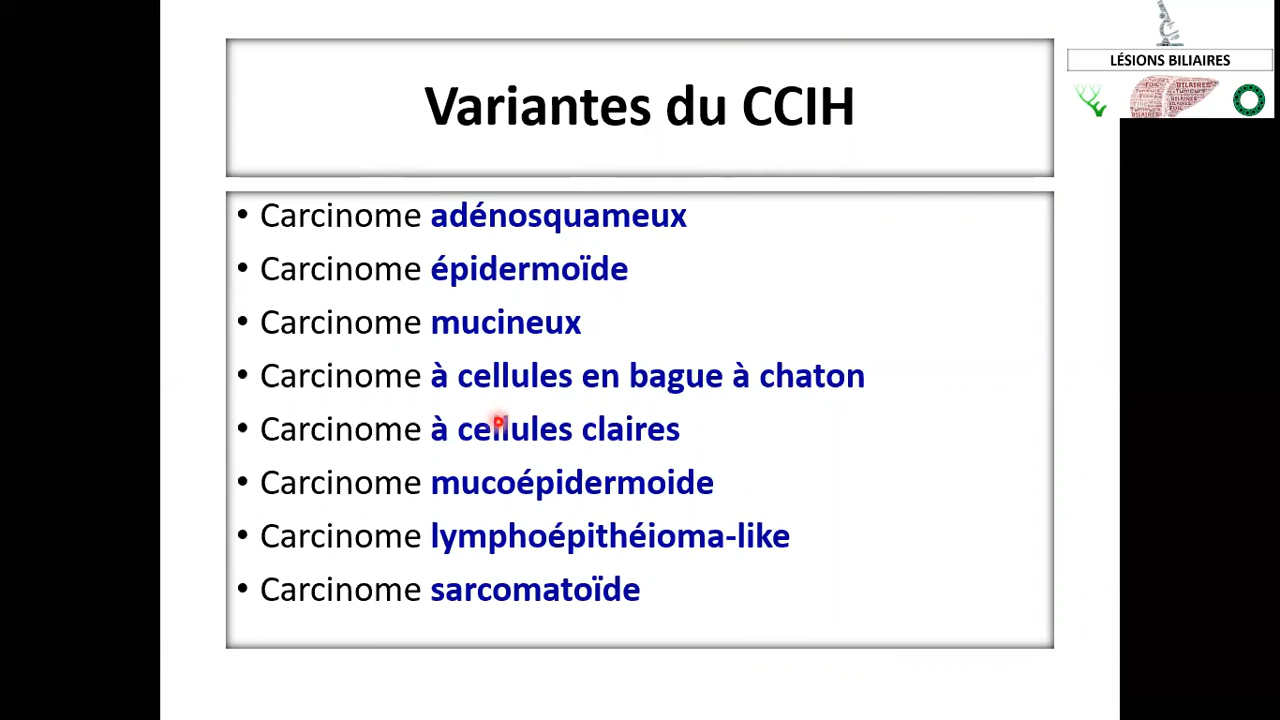 LÉSIONS BILIAIRES
Variantes du CCIH
• Carcinome adénosquameux
• Carcinome épidermoïde
• Carcinome mucineux
• Carcinome à cellules en bague à chaton
• Carcinome à cellules claires
• Carcinome mucoépidermoide
• Carcinome lymphoépithéioma-like
• Carcinome sarcomatoïde